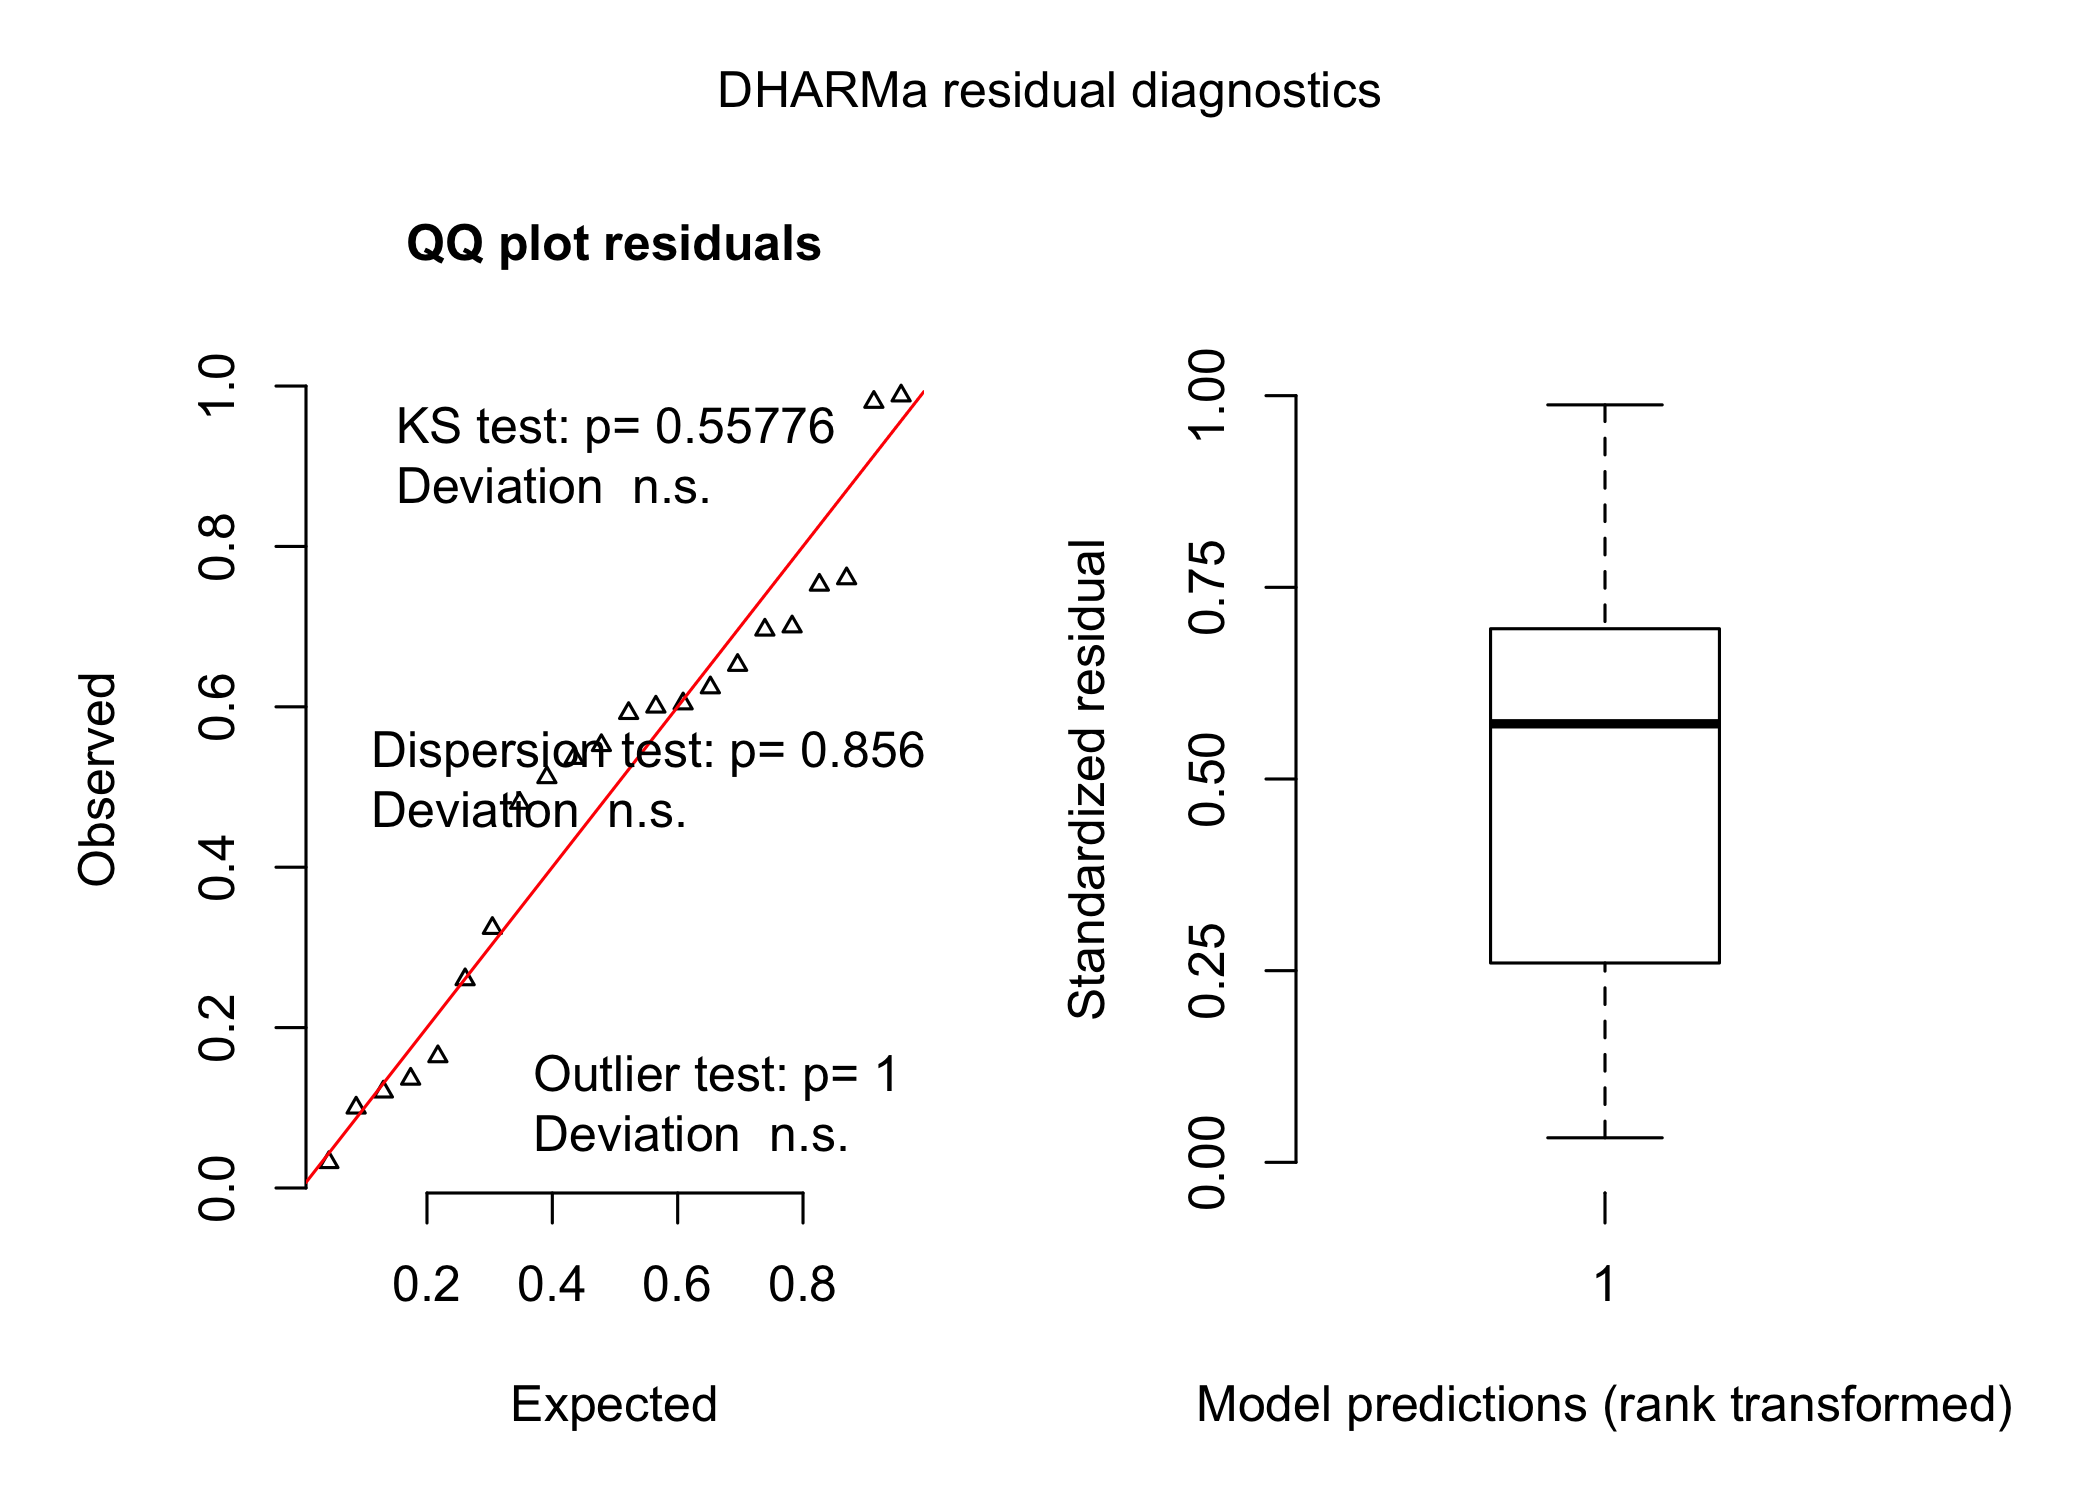 DHARMa residual diagnostics
QQ plot residuals
KS test: p= 0.55776
Deviation n.s.
Dispersion test: p= 0.856
Deviation n.s.
Outlier test: p= 1
Deviation n.s.
Observed
0.0
0.2
0.4
0.6
0.8
1.0
0.2 0.4 0.6 0.8
Expected
Standardized residual
0.00
0.25
0.50
0.75
1.00
1
Model predictions (rank transformed)